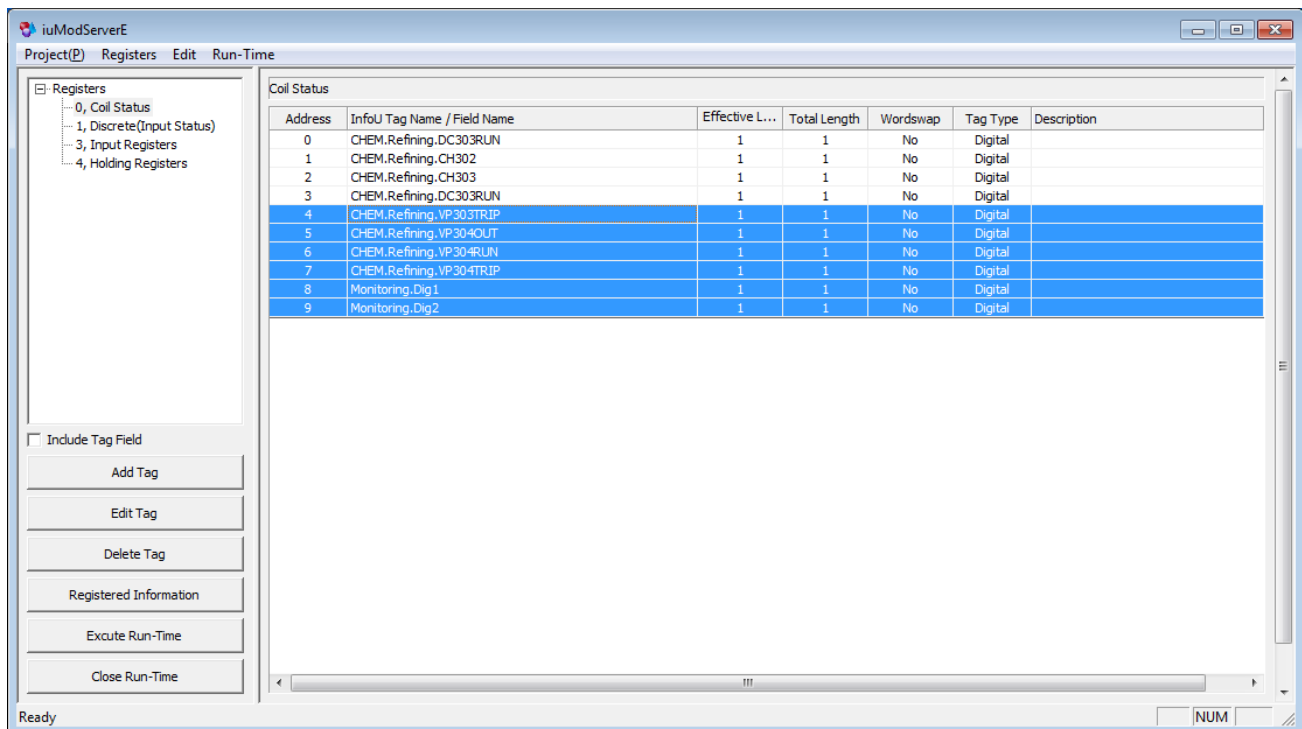 iuModServerE
Project(P) Registers Edit Run-Time
Registers
0, Coil Status
1, Discrete(Input Status)
3, Input Registers
4, Holding Registers
Include Tag Field
Add Tag
Edit Tag
Delete Tag
Registered Information
Excute Run-Time
Close Run-Time
Coil Status
Address InfoU Tag Name / Field Name Effective L... Total Length Wordswap Tag Type Description
0 CHEM.Refining.DC303RUN 1 1 No Digital
1 CHEM.Refining.CH302 1 1 No Digital
2 CHEM.Refining.CH303 1 1 No Digital
3 CHEM.Refining.DC303RUN 1 1 No Digital
4 CHEM.Refining.VP303TRIP 1 1 No Digital
5 CHEM.Refining.VP304OUT 1 1 No Digital
6 CHEM.Refining.VP304RUN 1 1 No Digital
7 CHEM.Refining.VP304TRIP 1 1 No Digital
8 Monitoring.Dig1 1 1 No Digital
9 Monitoring.Dig2 1 1 No Digital
Ready NUM